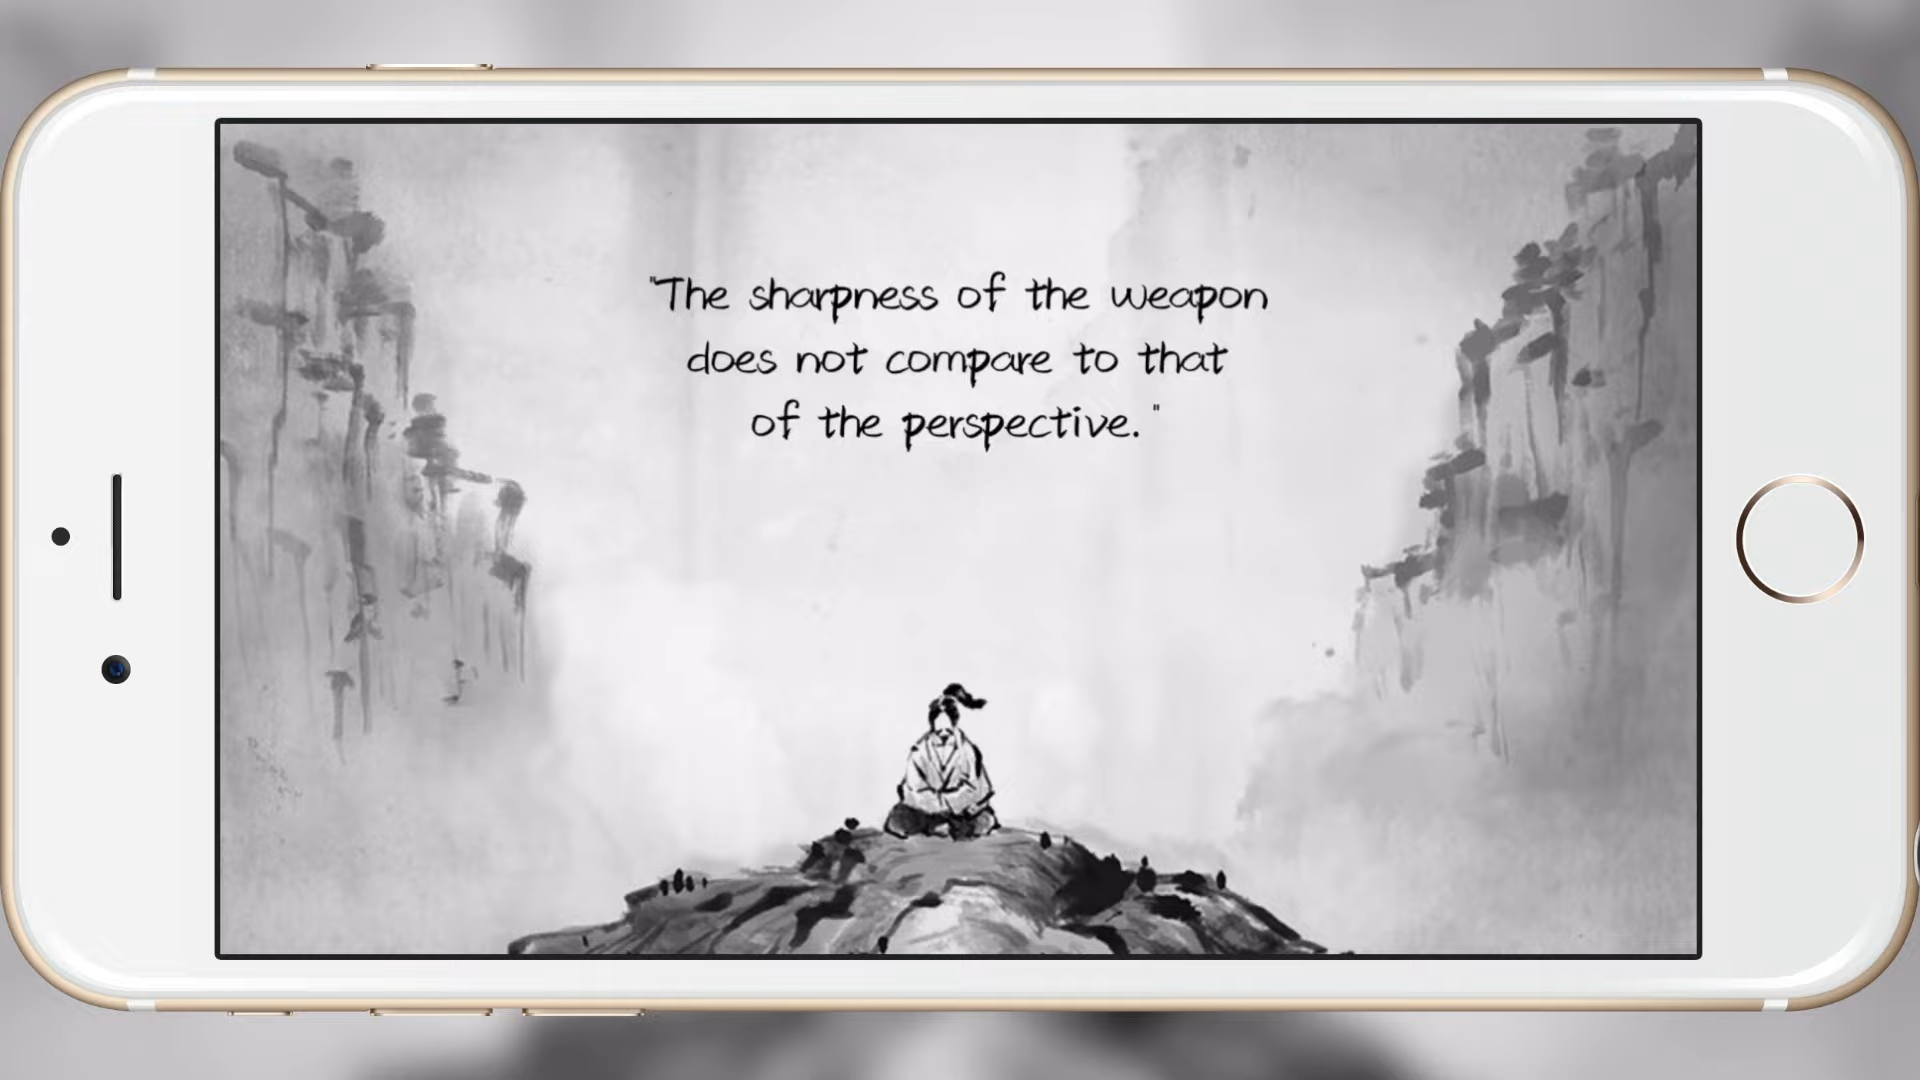 "The sharpness of the weapon
does not compare to that
of the perspective. "